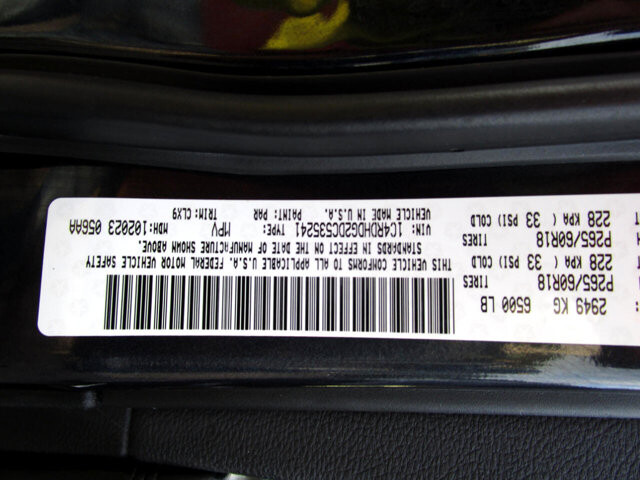 2949 KG 6500 LB
P265/60R18 TIRES
228 KPA ( 33 PSI) COLD
P265/60R18 TIRES
228 KPA ( 33 PSI) COLD
THIS VEHICLE CONFORMS TO ALL APPLICABLE U.S.A. FEDERAL MOTOR VEHICLE SAFETY
STANDARDS IN EFFECT ON THE DATE OF MANUFACTURE SHOWN ABOVE.
VIN: 1C4RDHDG2DC535241 TYPE: MPV MDH:102023 056AA
VEHICLE MADE IN U.S.A. PAINT: PAR TRIM: CLX9